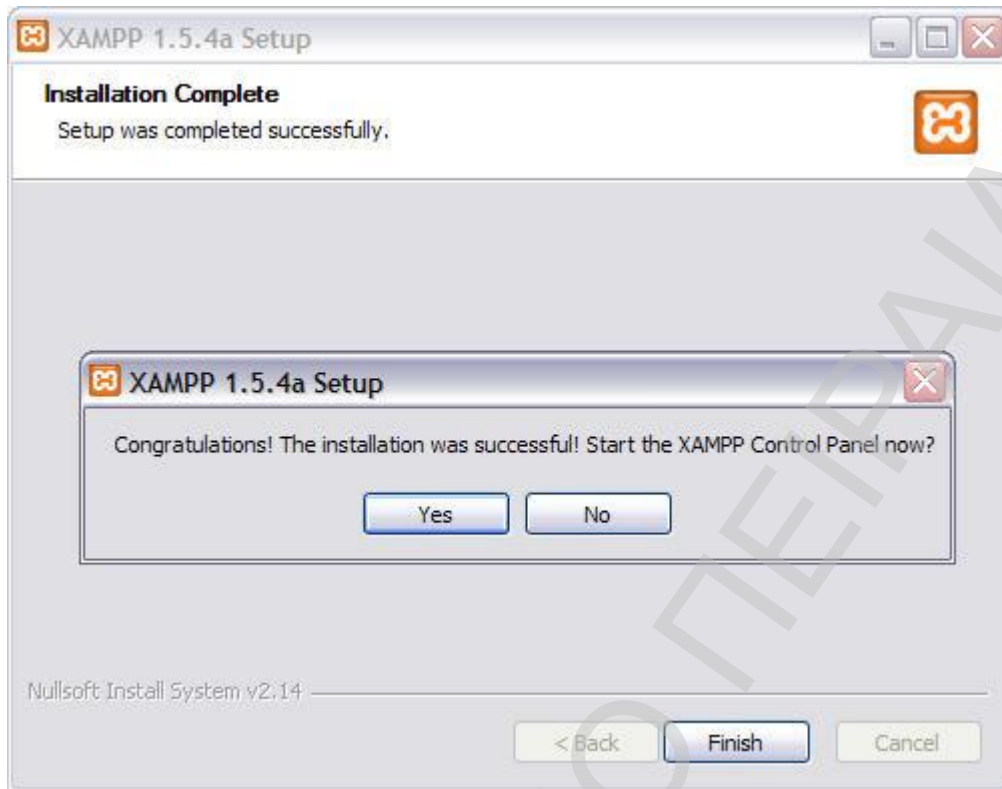 XAMPP 1.5.4a Setup
Installation Complete
Setup was completed successfully.
XAMPP 1.5.4a Setup
Congratulations! The installation was successful! Start the XAMPP Control Panel now?
Yes No
Nullsoft Install System v2.14
< Back Finish Cancel
Ο ΠΕΙΡΑΙ